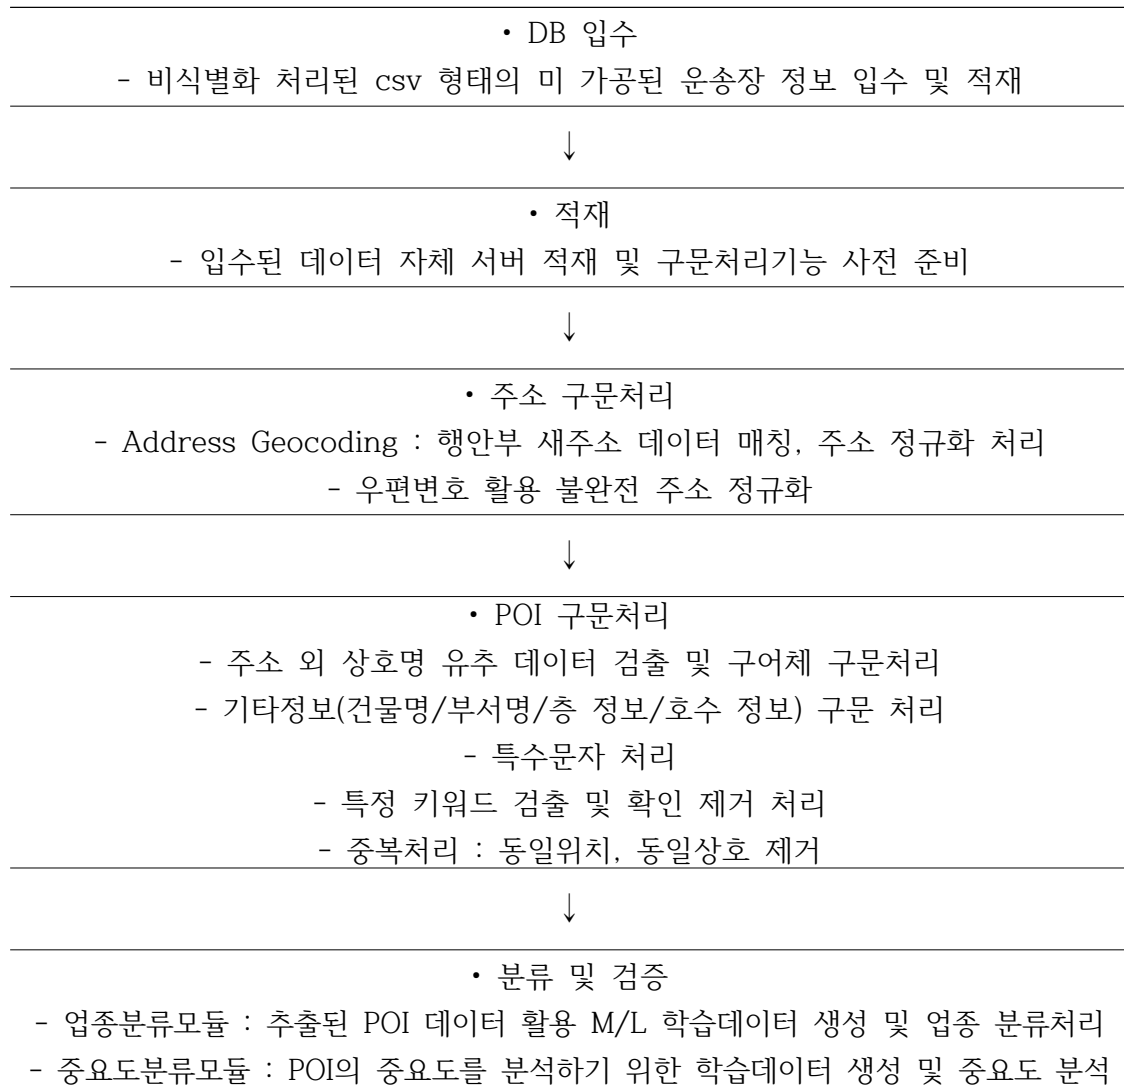 • DB 입수
- 비식별화 처리된 csv 형태의 미 가공된 운송장 정보 입수 및 적재
↓
• 적재
- 입수된 데이터 자체 서버 적재 및 구문처리기능 사전 준비
↓
• 주소 구문처리
- Address Geocoding : 행안부 새주소 데이터 매칭, 주소 정규화 처리
- 우편변호 활용 불완전 주소 정규화
↓
• POI 구문처리
- 주소 외 상호명 유추 데이터 검출 및 구어체 구문처리
- 기타정보(건물명/부서명/층 정보/호수 정보) 구문 처리
- 특수문자 처리
- 특정 키워드 검출 및 확인 제거 처리
- 중복처리 : 동일위치, 동일상호 제거
↓
• 분류 및 검증
- 업종분류모듈 : 추출된 POI 데이터 활용 M/L 학습데이터 생성 및 업종 분류처리
- 중요도분류모듈 : POI의 중요도를 분석하기 위한 학습데이터 생성 및 중요도 분석